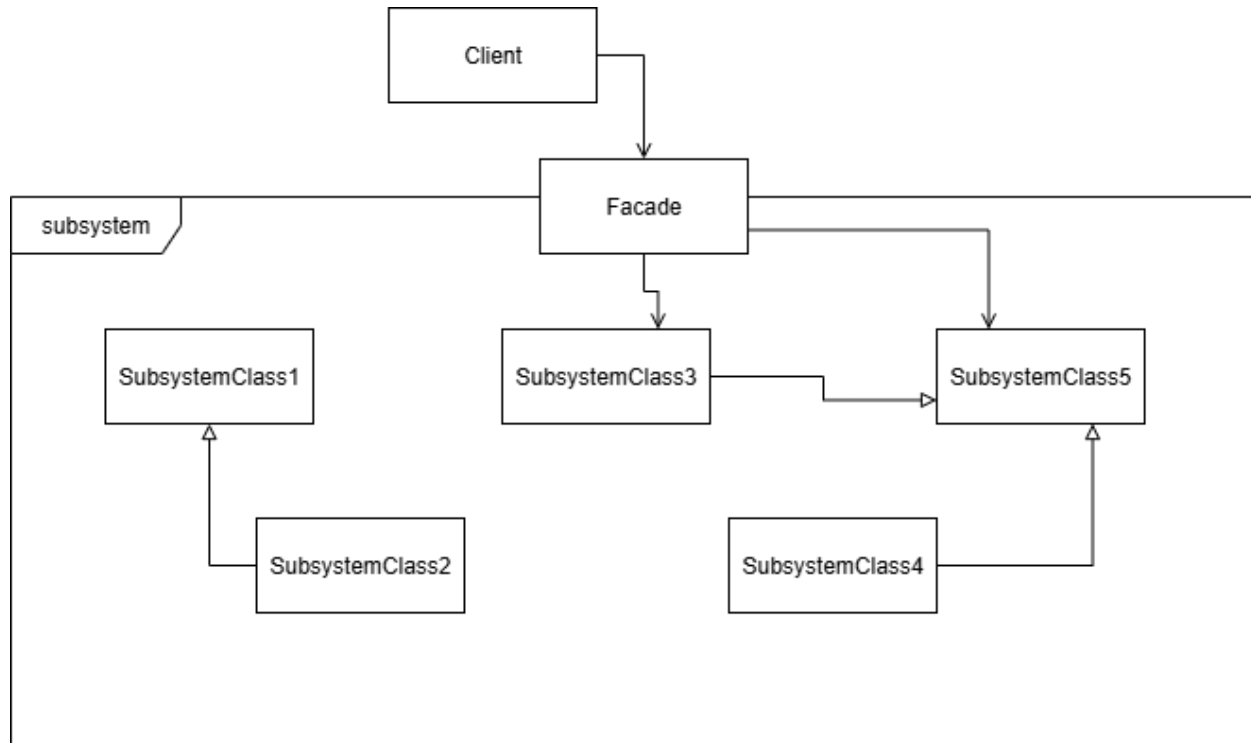 Client
Facade
subsystem
SubsystemClass1
SubsystemClass3
SubsystemClass5
SubsystemClass2
SubsystemClass4